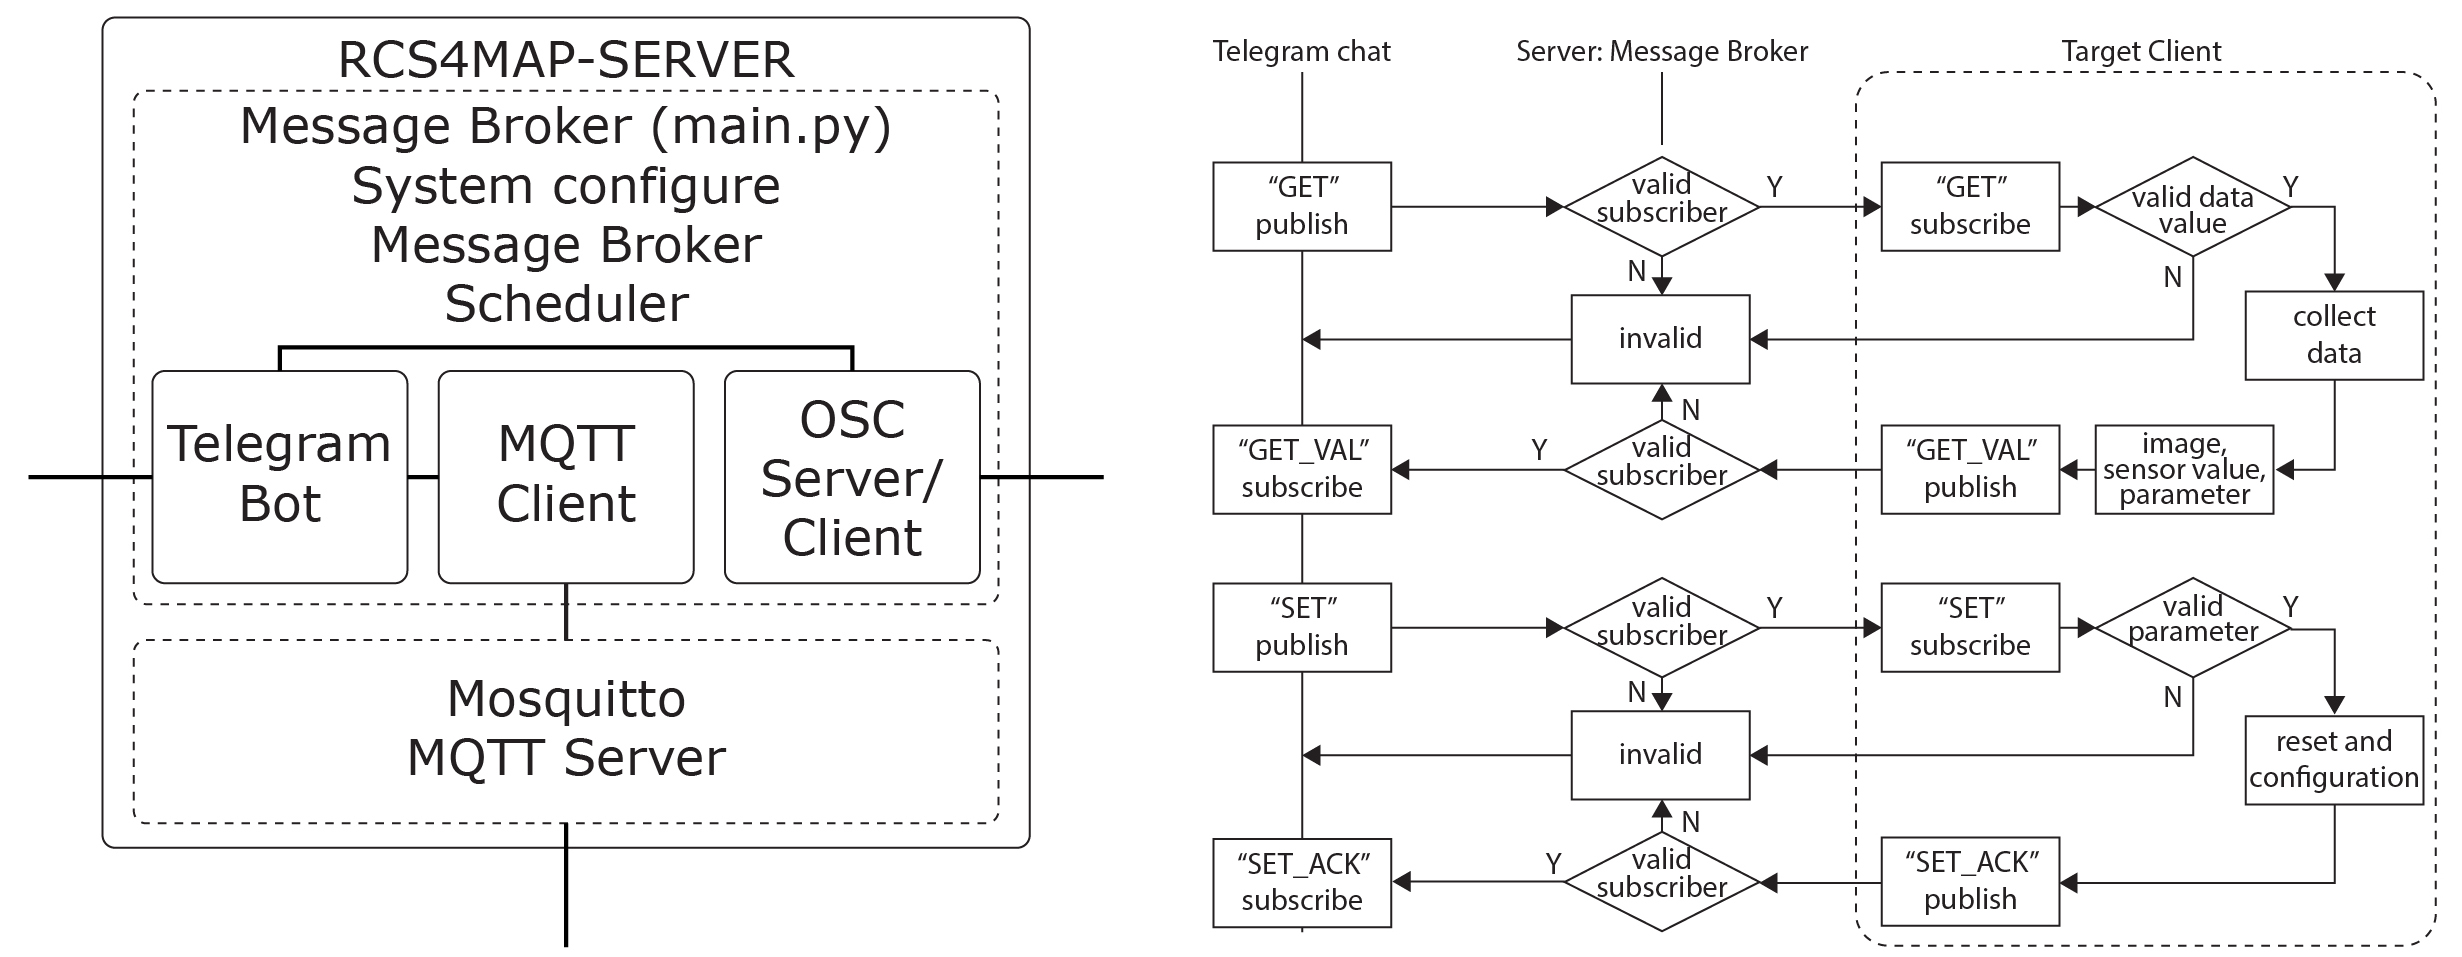 RCS4MAP-SERVER
Message Broker (main.py)
System configure
Message Broker
Scheduler
Telegram
Bot
MQTT
Client
OSC
Server/
Client
Mosquitto
MQTT Server
Telegram chat
Server: Message Broker
Target Client
“GET”
publish
valid
subscriber
Y
N
“GET”
subscribe
valid data
value
Y
N
invalid
collect
data
“GET_VAL”
subscribe
Y
N
valid
subscriber
“GET_VAL”
publish
image,
sensor value,
parameter
“SET”
publish
valid
subscriber
Y
N
“SET”
subscribe
valid
parameter
Y
N
invalid
reset and
configuration
“SET_ACK”
subscribe
Y
N
valid
subscriber
“SET_ACK”
publish